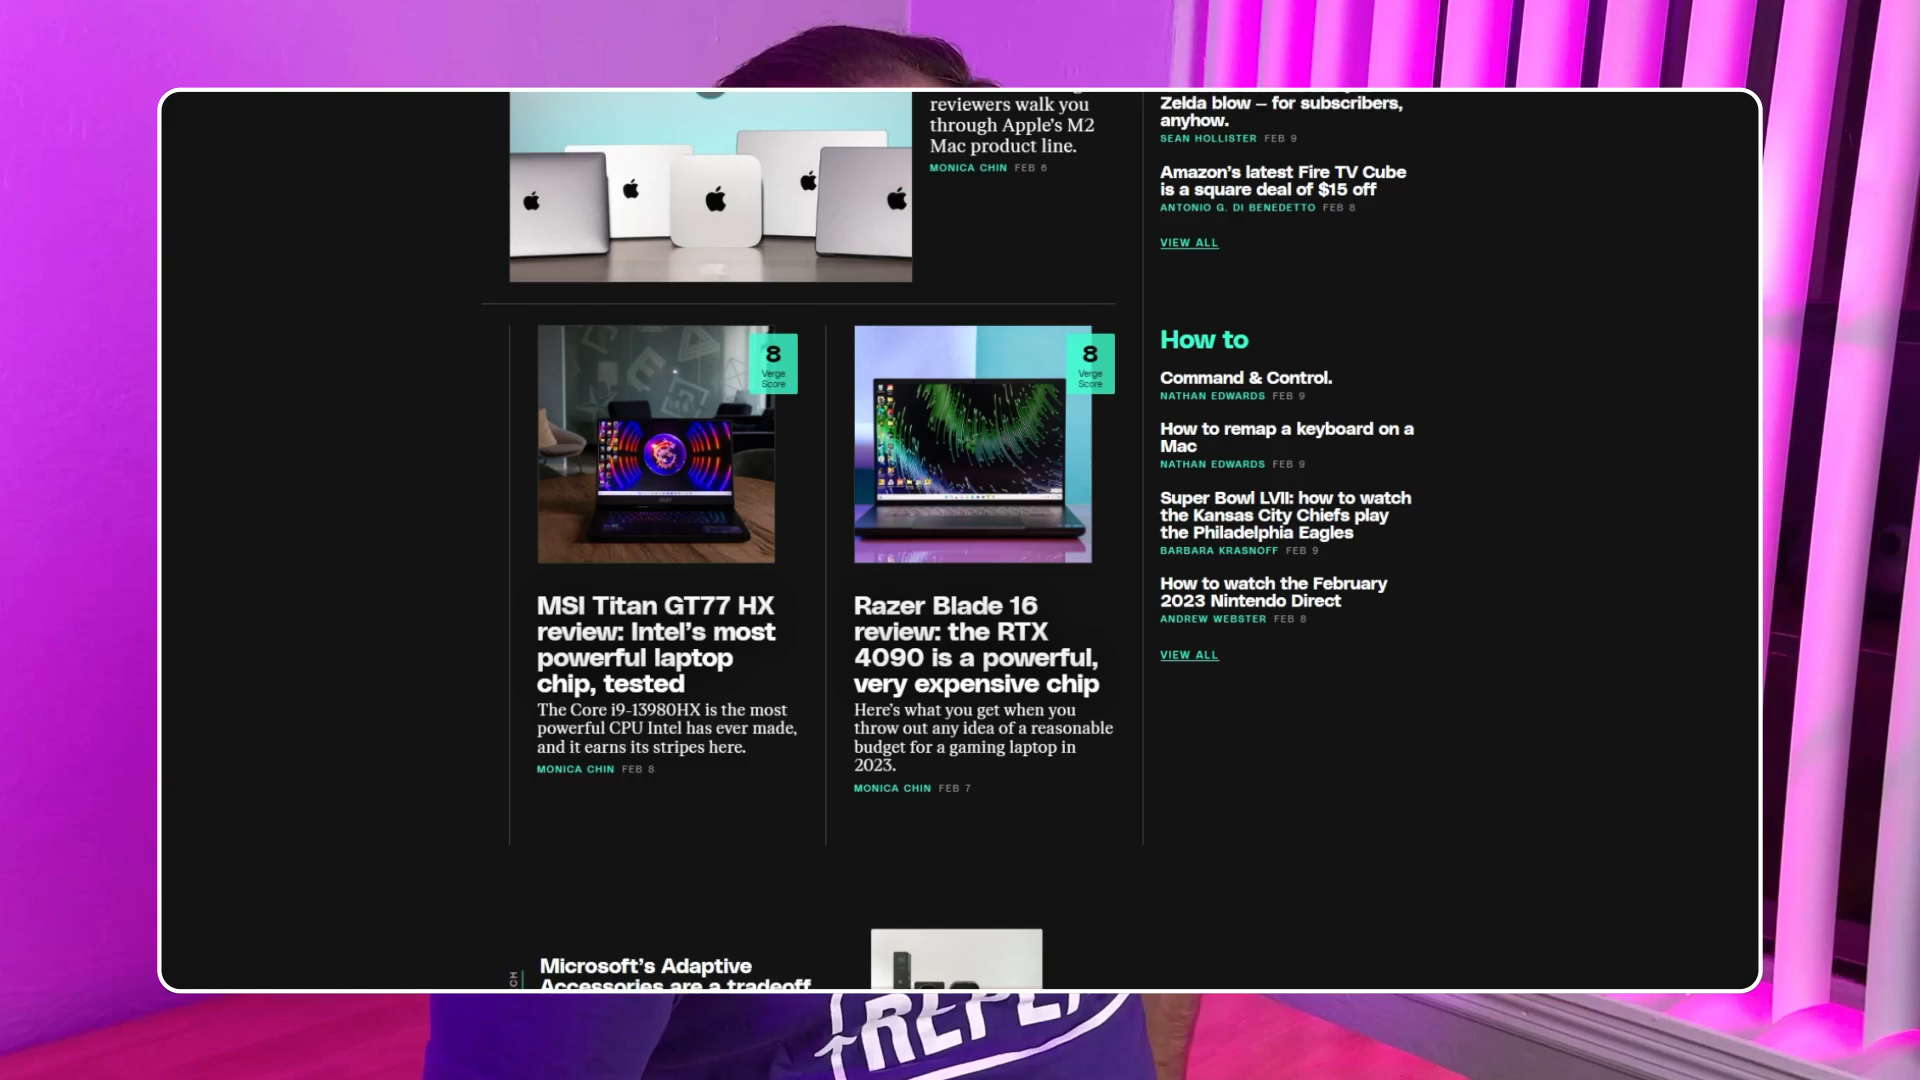 reviewers walk you
through Apple's M2
Mac product line.
MONICA CHIN FEB 6
Zelda blow – for subscribers,
anyhow.
SEAN HOLLISTER FEB 9
Amazon's latest Fire TV Cube
is a square deal of $15 off
ANTONIO G. DI BENEDETTO FEB 8
VIEW ALL
8
Verge
Score
MSI Titan GT77 HX
review: Intel's most
powerful laptop
chip, tested
The Core i9-13980HX is the most
powerful CPU Intel has ever made,
and it earns its stripes here.
MONICA CHIN FEB 8
8
Verge
Score
Razer Blade 16
review: the RTX
4090 is a powerful,
very expensive chip
Here's what you get when you
throw out any idea of a reasonable
budget for a gaming laptop in
2023.
MONICA CHIN FEB 7
How to
Command & Control.
NATHAN EDWARDS FEB 9
How to remap a keyboard on a
Mac
NATHAN EDWARDS FEB 9
Super Bowl LVII: how to watch
the Kansas City Chiefs play
the Philadelphia Eagles
BARBARA KRASNOFF FEB 9
How to watch the February
2023 Nintendo Direct
ANDREW WEBSTER FEB 8
VIEW ALL
Microsoft's Adaptive
Accessories are a tradeoff